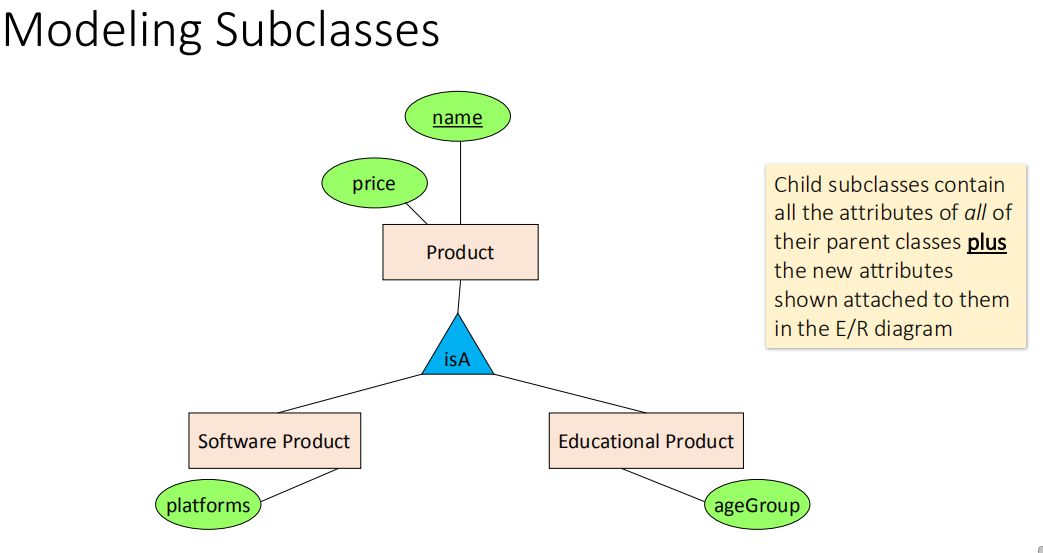 Modeling Subclasses
name
price
Product
isA
Software Product
Educational Product
platforms
ageGroup
Child subclasses contain
all the attributes of all of
their parent classes plus
the new attributes
shown attached to them
in the E/R diagram